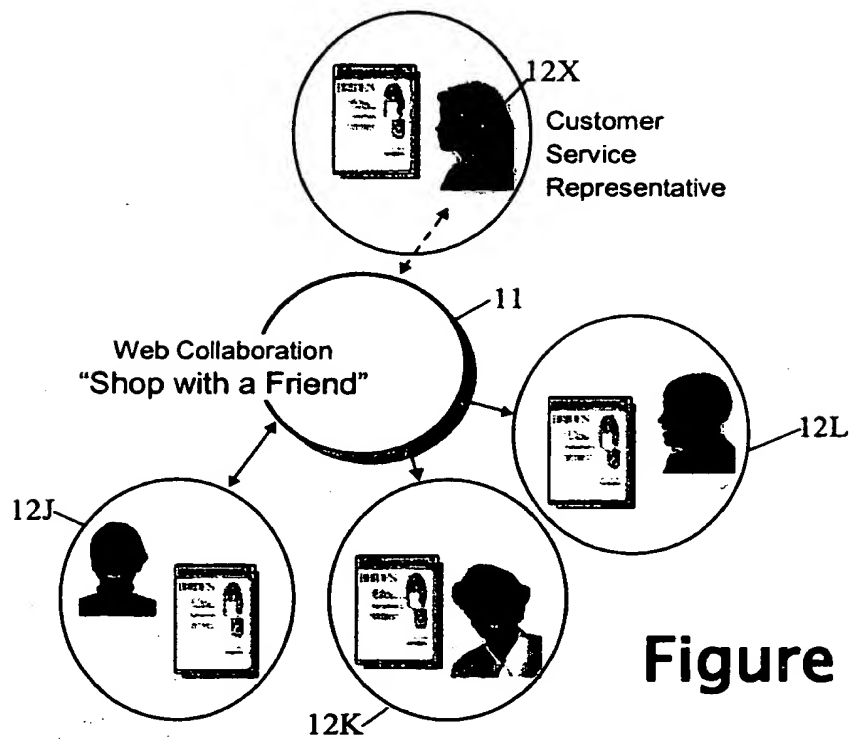 12X
Customer
Service
Representative
11
Web Collaboration
"Shop with a Friend"
12L
12J
12K
Figure